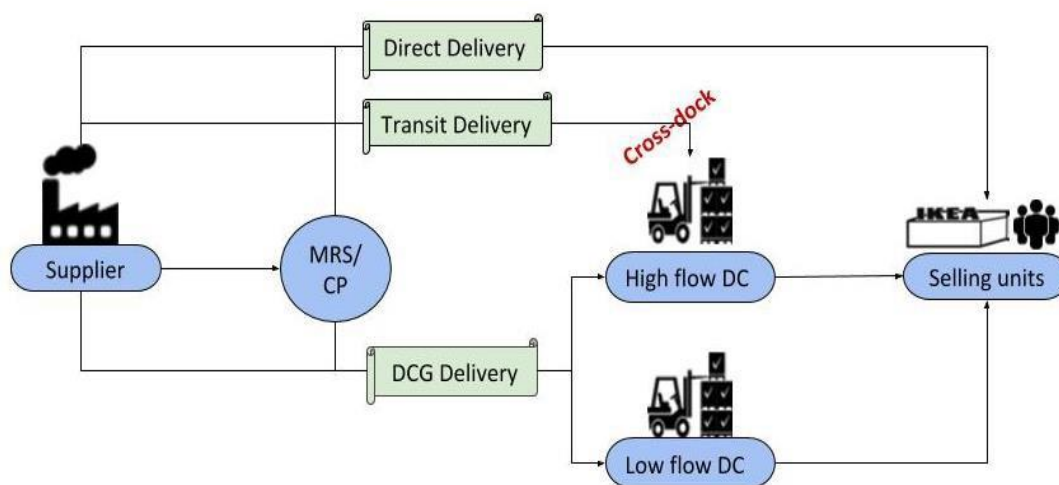 Direct Delivery
Transit Delivery
Cross-dock
IKEA
Supplier
MRS/
CP
High flow DC
Selling units
DCG Delivery
Low flow DC